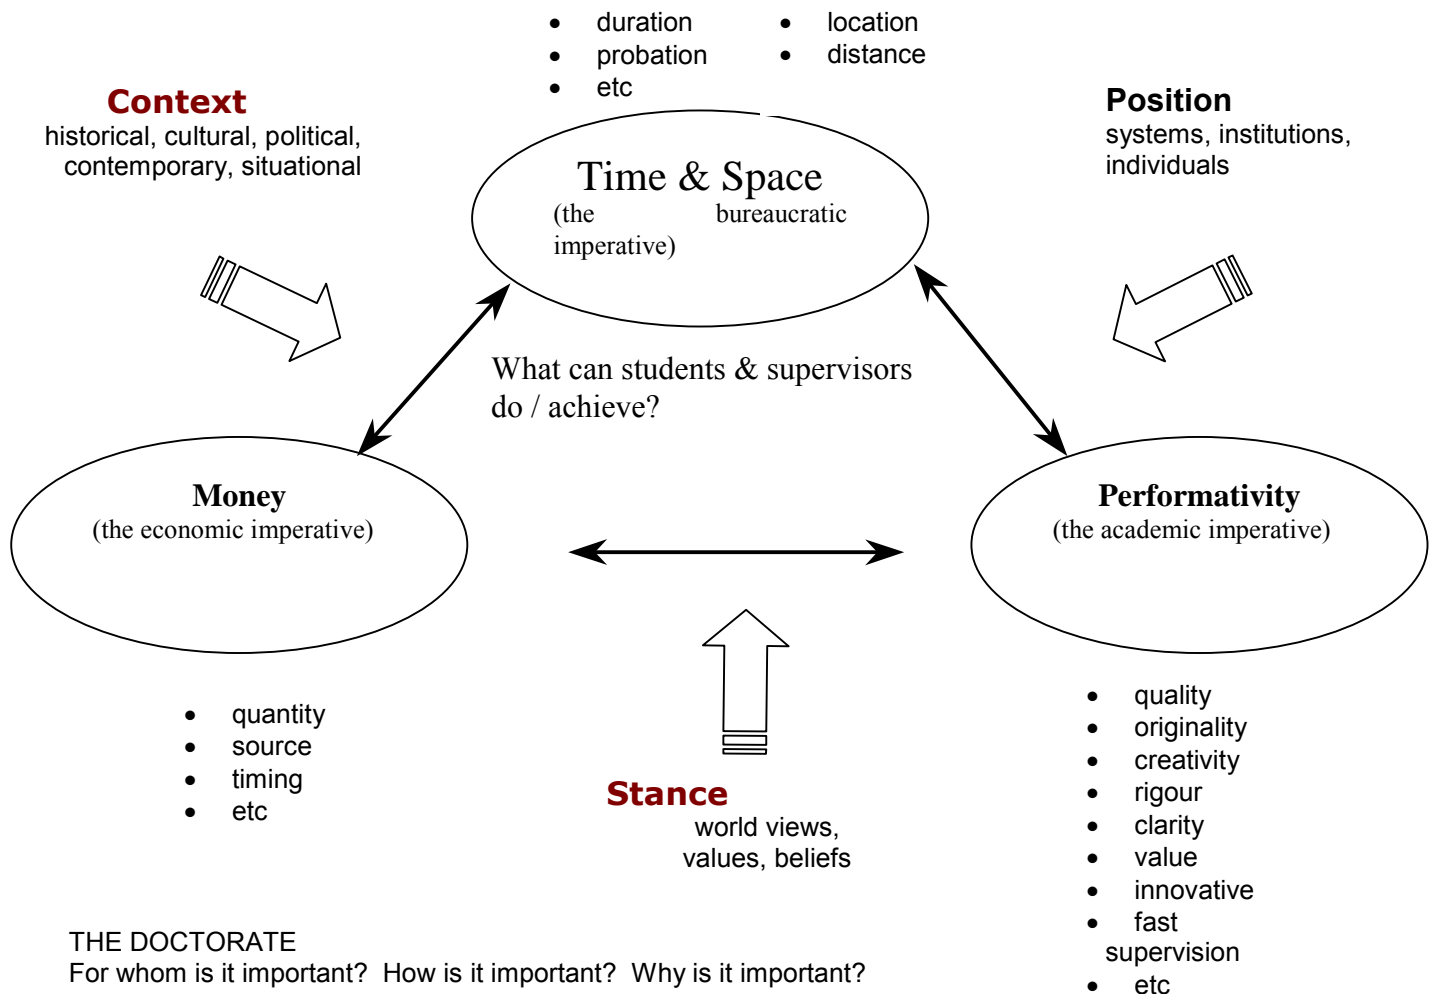 • duration
• probation
• etc
• location
• distance
Context
historical, cultural, political,
contemporary, situational
Position
systems, institutions,
individuals
Time & Space
(the bureaucratic
imperative)
What can students & supervisors
do / achieve?
Money
(the economic imperative)
Performativity
(the academic imperative)
• quantity
• source
• timing
• etc
Stance
world views,
values, beliefs
• quality
• originality
• creativity
• rigour
• clarity
• value
• innovative
• fast
supervision
• etc
THE DOCTORATE
For whom is it important? How is it important? Why is it important?